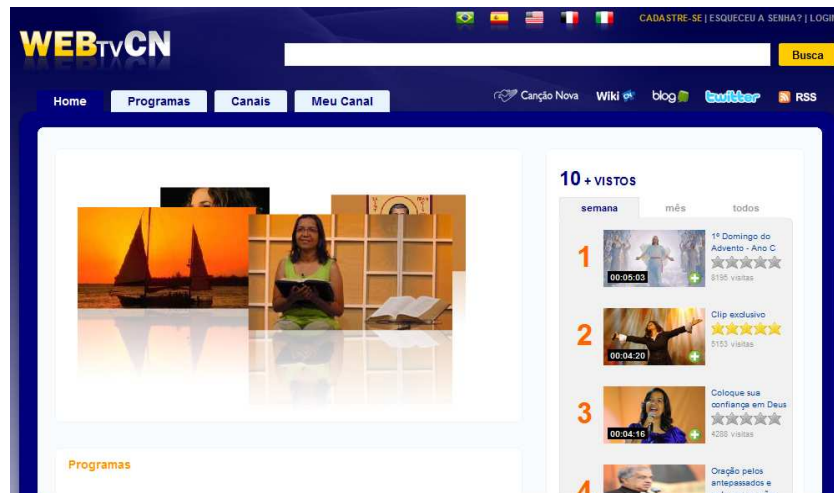 CADASTRE-SE | ESQUECEU A SENHA? | LOGIN
WEBTVCN
Busca
Home
Programas
Canais
Meu Canal
Canção Nova
Wiki
blog
twitter
RSS
10 + VISTOS
semana
mês
todos
1
1º Domingo do
Advento - Ano C
00:05:03
6195 visitas
2
Clip exclusivo
00:04:20
5153 visitas
3
Coloque sua
confiança em Deus
00:04:16
4288 visitas
Programas
4
Oração pelos
antepassados e